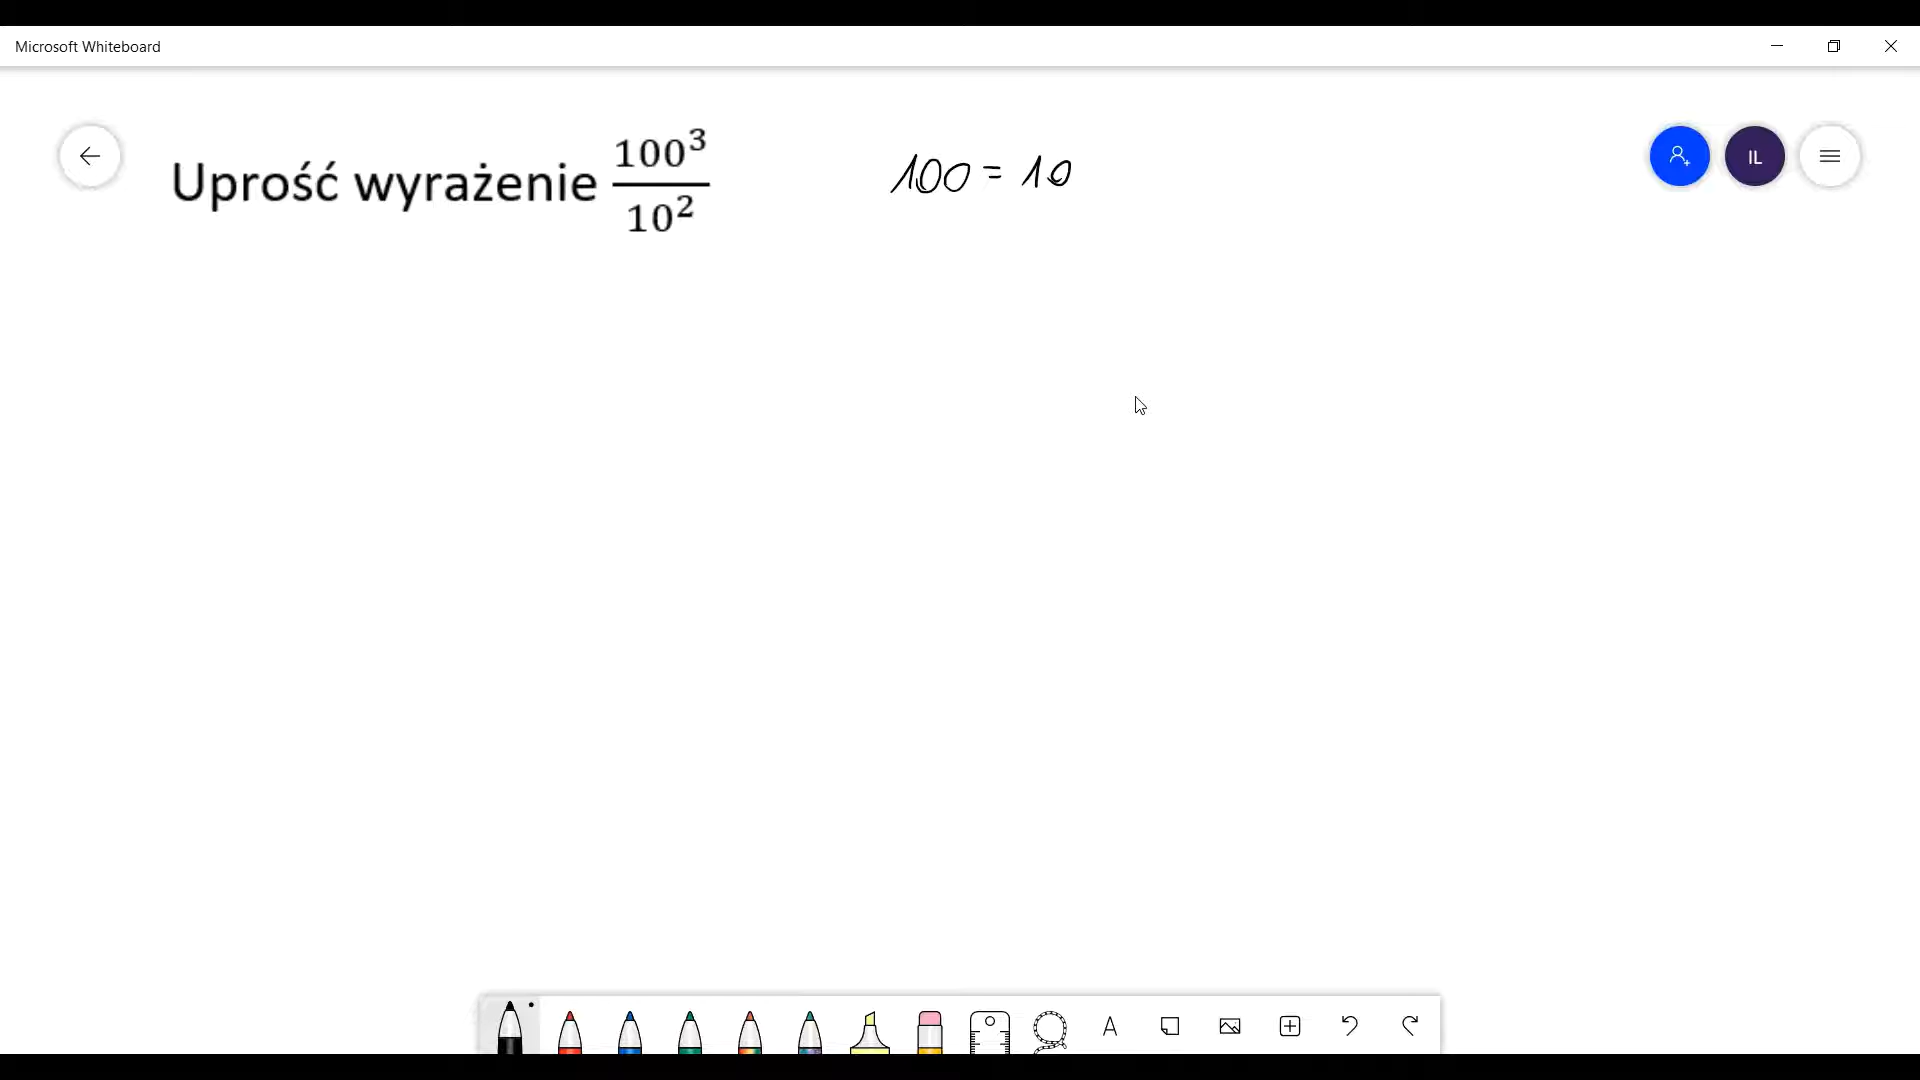 Microsoft Whiteboard
Uprość wyrażenie 100³/10²
100 = 10
IL
A